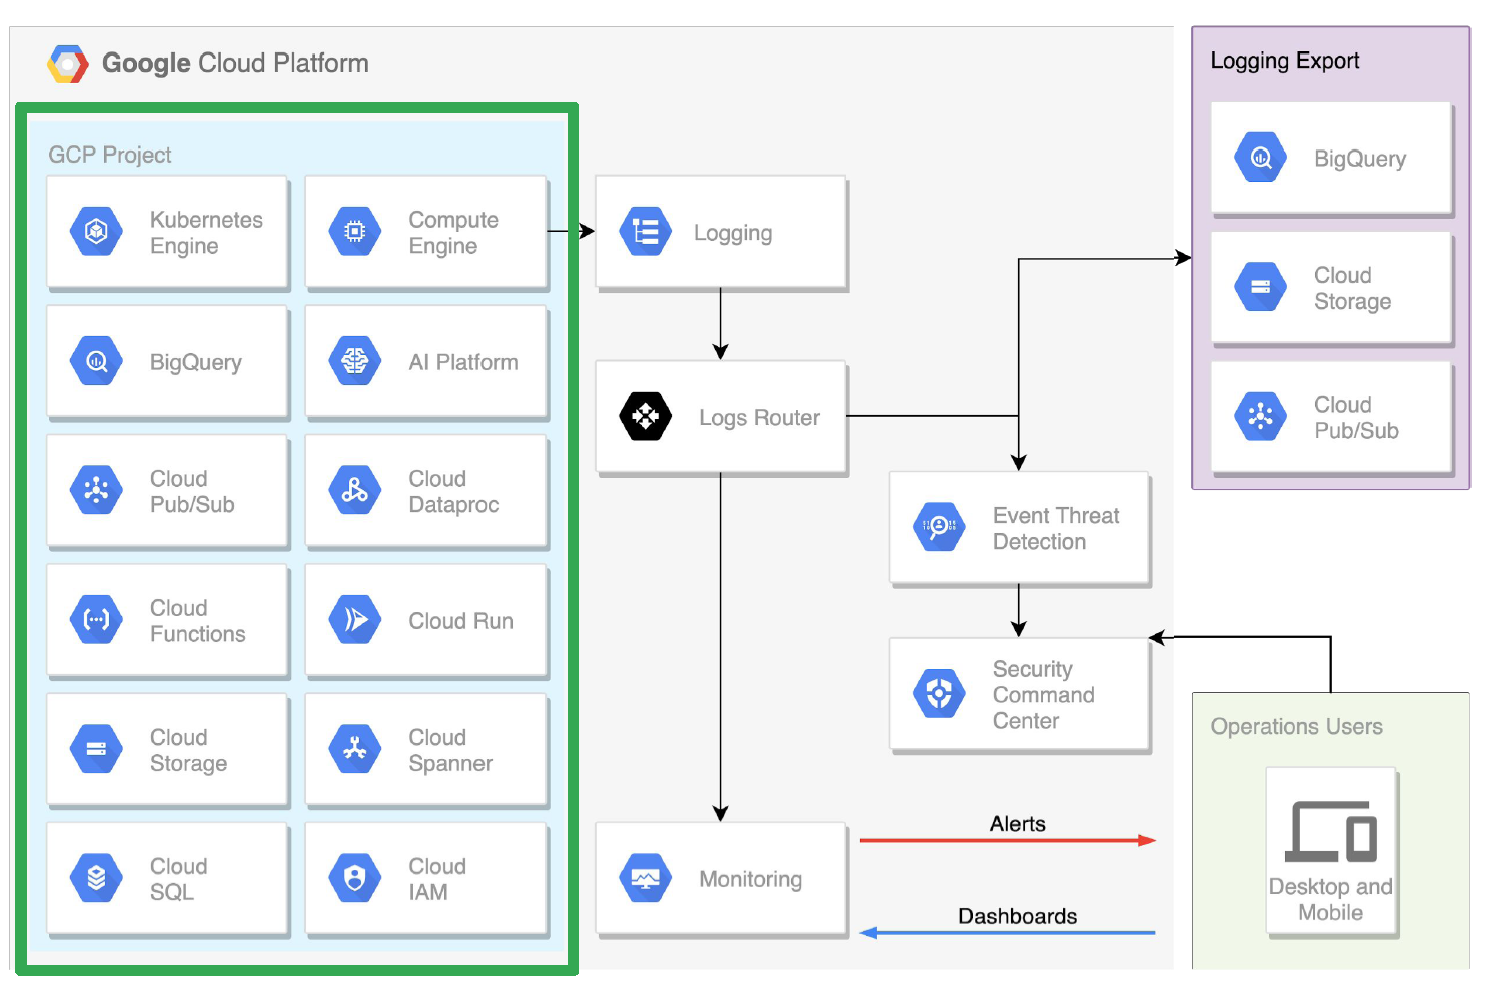 Google Cloud Platform
GCP Project
Kubernetes
Engine
Compute
Engine
BigQuery
AI Platform
Cloud
Pub/Sub
Cloud
Dataproc
Cloud
Functions
Cloud Run
Cloud
Storage
Cloud
Spanner
Cloud
SQL
Cloud
IAM
Logging
Logs Router
Monitoring
Event Threat
Detection
Security
Command
Center
Alerts
Dashboards
Logging Export
BigQuery
Cloud
Storage
Cloud
Pub/Sub
Operations Users
Desktop and
Mobile